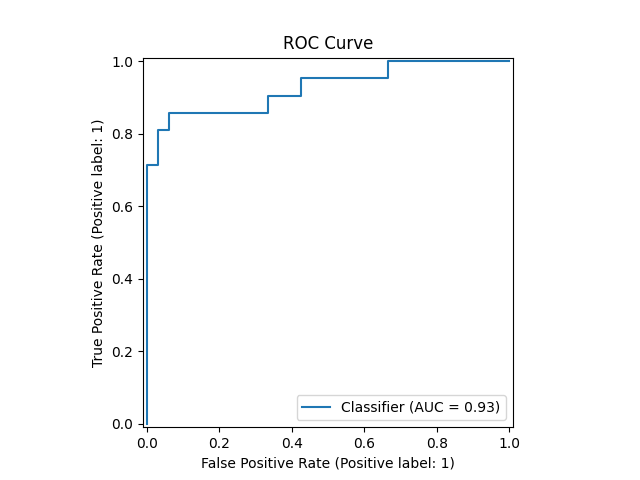 ROC Curve
True Positive Rate (Positive label: 1)
1.0
0.8
0.6
0.4
0.2
0.0
Classifier (AUC = 0.93)
0.0 0.2 0.4 0.6 0.8 1.0
False Positive Rate (Positive label: 1)